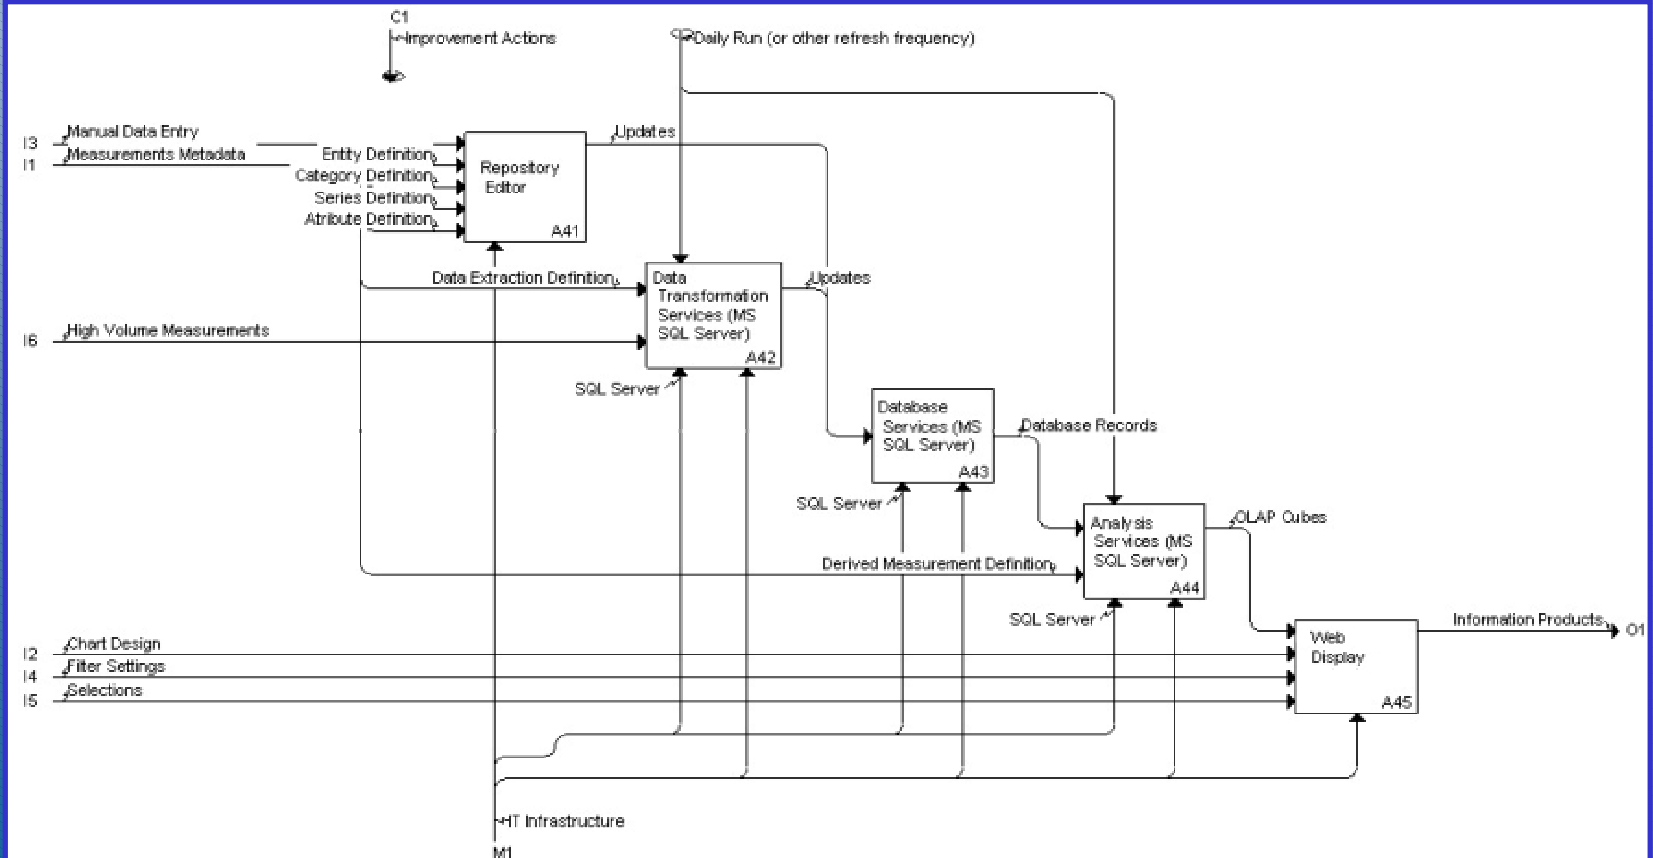 C1
Improvement Actions
Daily Run (or other refresh frequency)
I3 Manual Data Entry
I1 Measurements Metadata
Entity Definition
Category Definition
Series Definition
Atribute Definition
Repository
Editor
A41
Updates
Data Extraction Definition
Data
Transformation
Services (MS
SQL Server)
A42
Updates
I6 High Volume Measurements
SQL Server
Database
Services (MS
SQL Server)
A43
Database Records
SQL Server
Analysis
Services (MS
SQL Server)
A44
OLAP Cubes
Derived Measurement Definition
SQL Server
Web
Display
A45
Information Products
O1
I2 Chart Design
I4 Filter Settings
I5 Selections
IT Infrastructure
M1